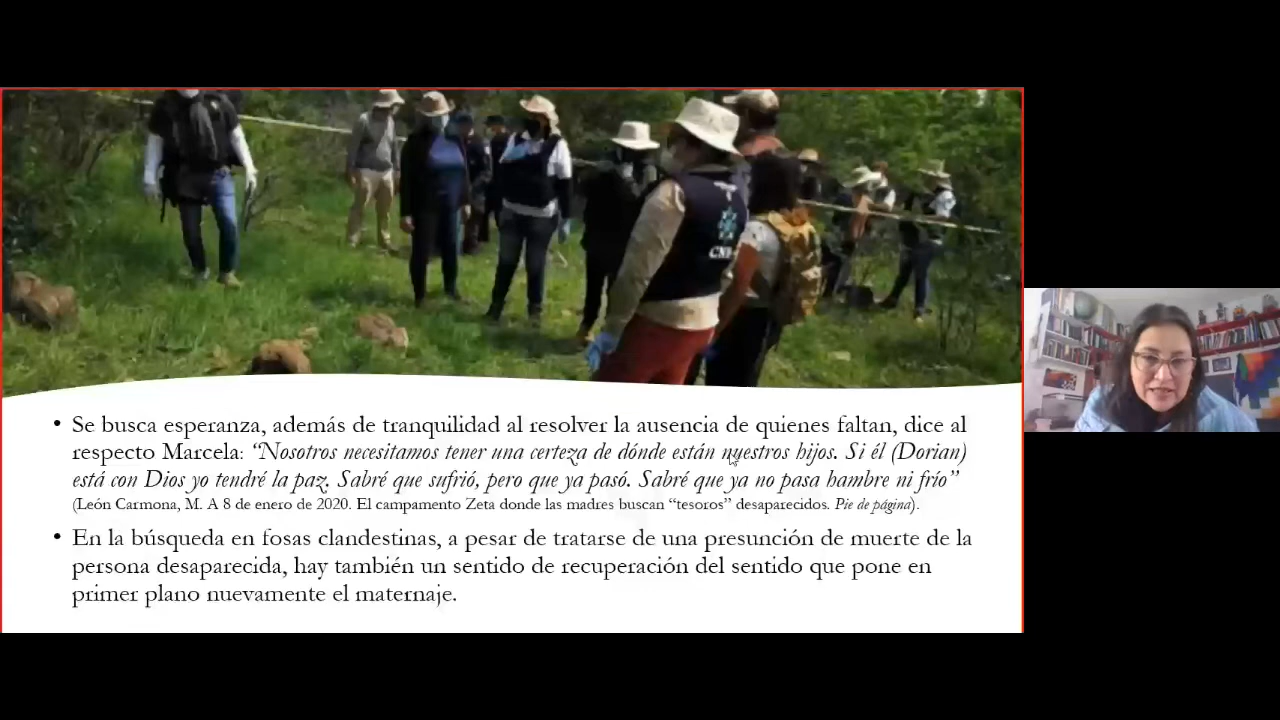 • Se busca esperanza, además de tranquilidad al resolver la ausencia de quienes faltan, dice al
respecto Marcela: “Nosotros necesitamos tener una certeza de dónde están nuestros hijos. Si él (Dorian)
está con Dios yo tendré la paz. Sabré que sufrió, pero que ya pasó. Sabré que ya no pasa hambre ni frío”
(León Carmona, M. A 8 de enero de 2020. El campamento Zeta donde las madres buscan “tesoros” desaparecidos. Pie de página).
• En la búsqueda en fosas clandestinas, a pesar de tratarse de una presunción de muerte de la
persona desaparecida, hay también un sentido de recuperación del sentido que pone en
primer plano nuevamente el maternaje.